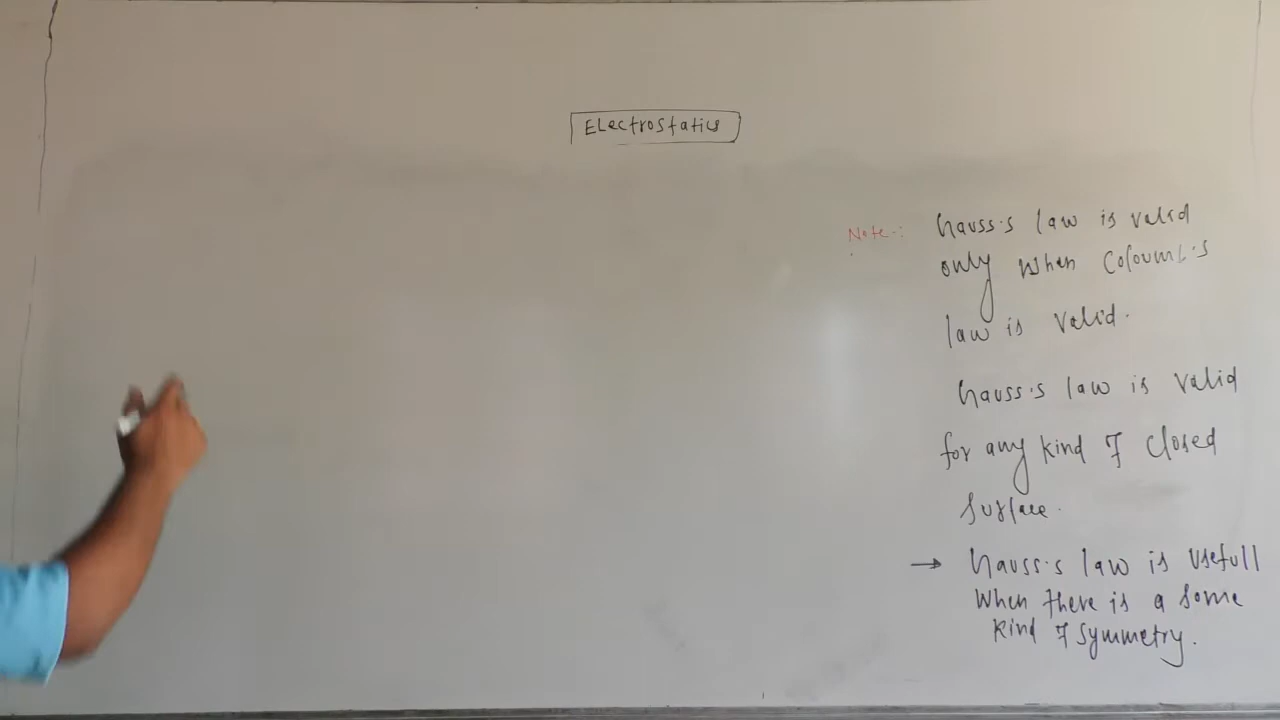 Electrostatics
Note:- Gauss's law is valid
only when Coloumb's
law is valid.
Gauss's law is valid
for any kind of closed
surface.
→ Gauss's law is usefull
when there is a some
kind of symmetry.